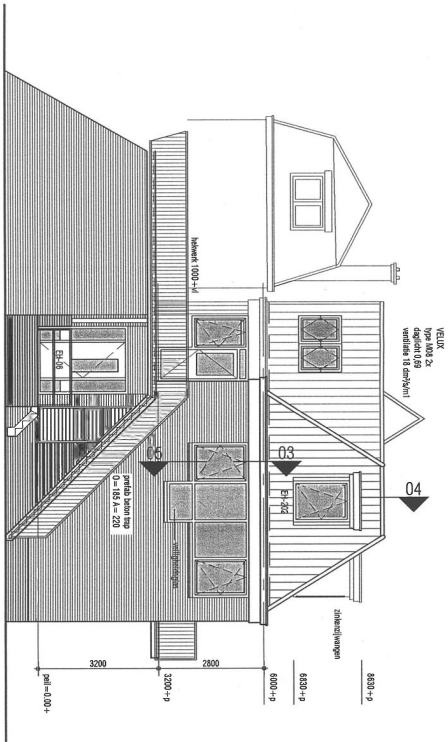 VELUX
type M08 2x
daglicht 0,69
ventilatie 18 dm³/s/m1
hekwerk 1000+vl
EH-06
prefab beton trap
O = 185 A = 220
05
03
04
EH-202
veiligheidsglas
zinkenzijwangen
3200
2800
peil=0.00+
3200+p
6000+p
6830+p
8630+p